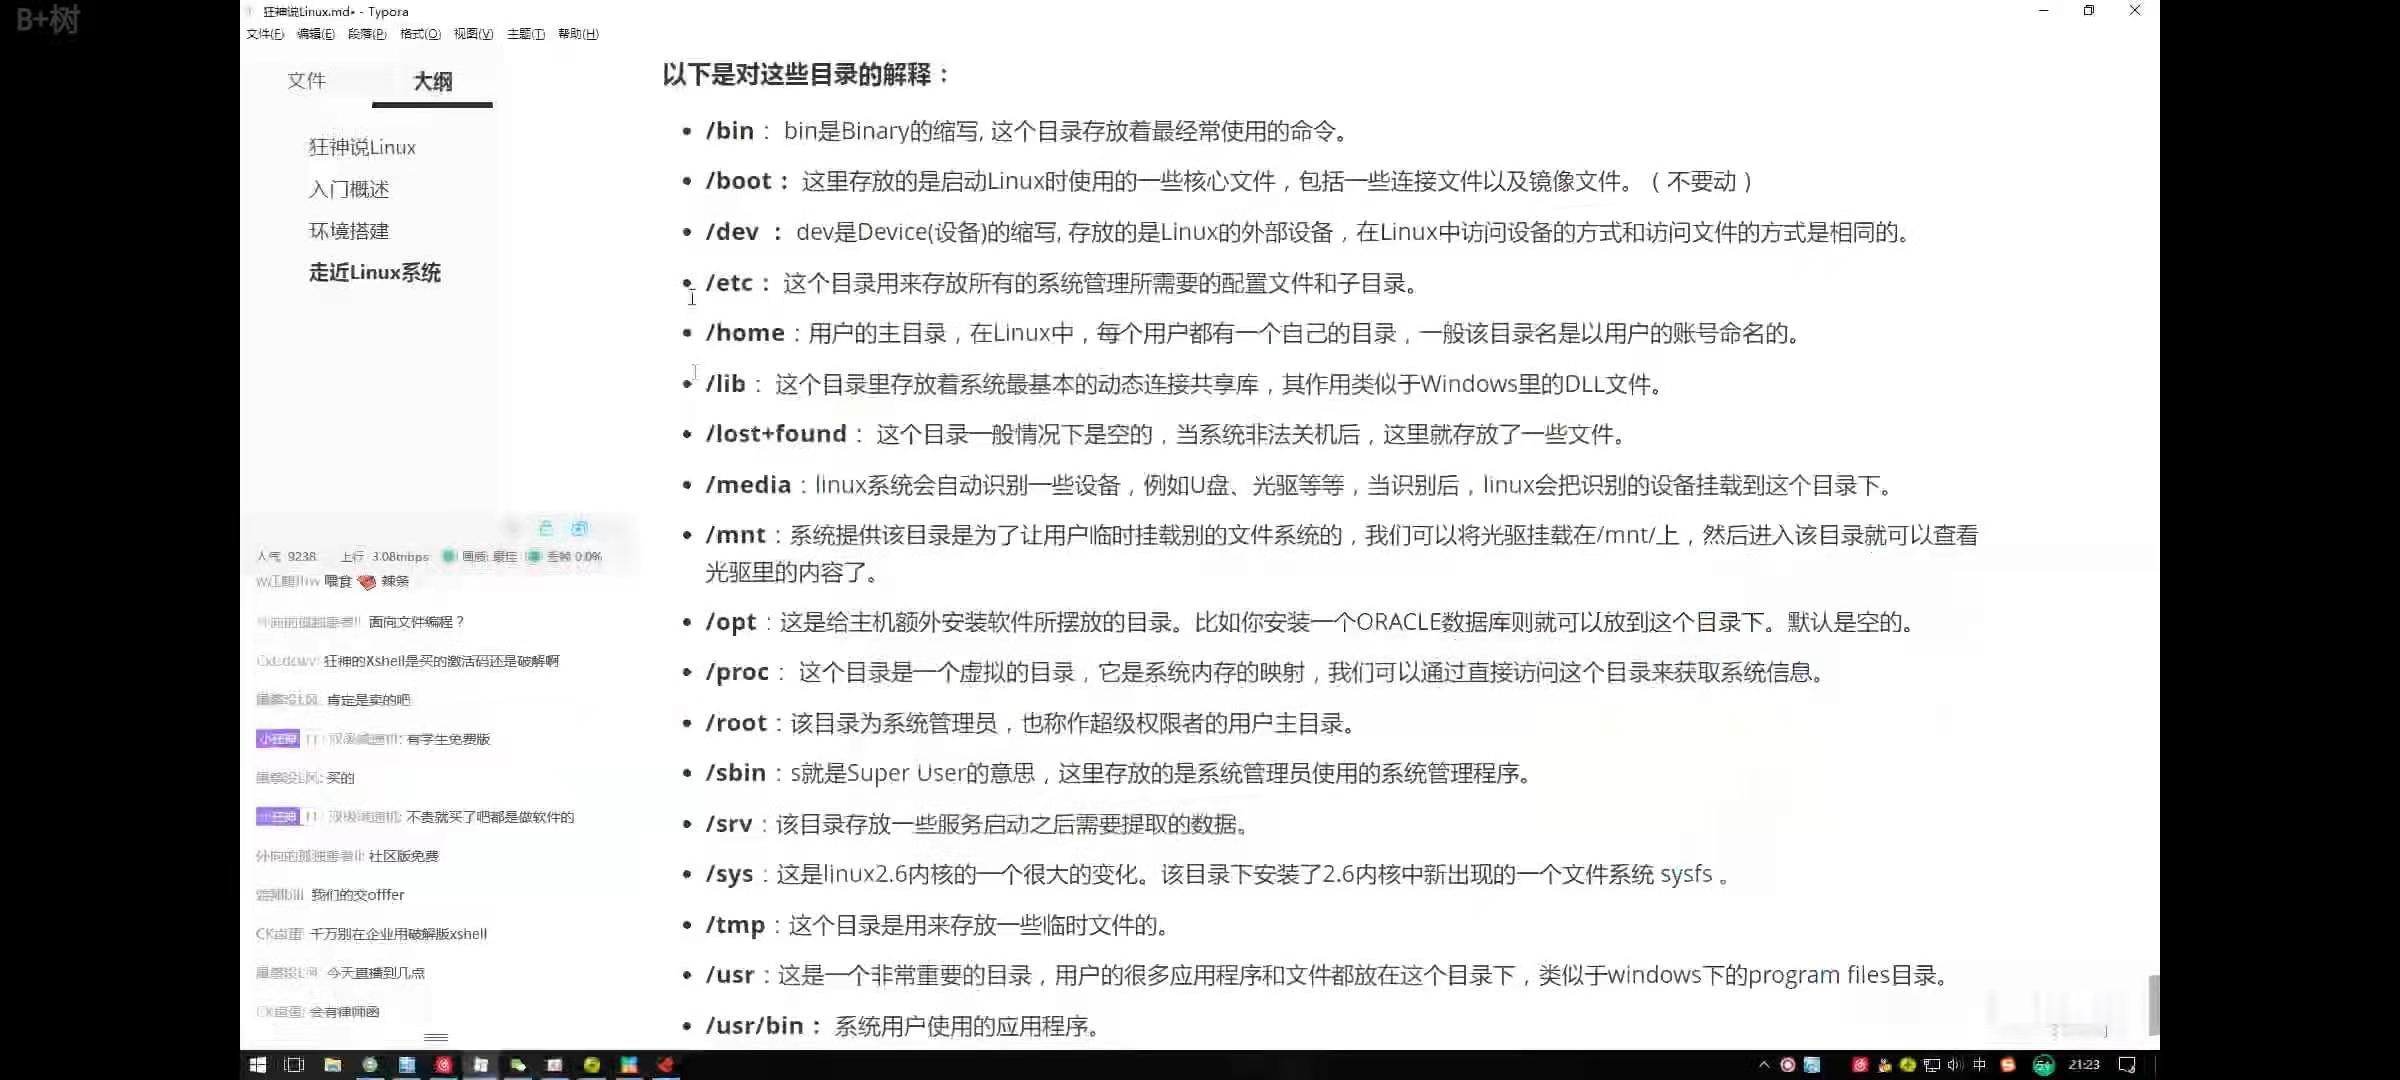 B+树
狂神说Linux.md• - Typora
文件(F) 编辑(E) 段落(P) 格式(O) 视图(V) 主题(T) 帮助(H)
文件 大纲
狂神说Linux
入门概述
环境搭建
走近Linux系统
以下是对这些目录的解释：
/bin： bin是Binary的缩写, 这个目录存放着最经常使用的命令。
/boot： 这里存放的是启动Linux时使用的一些核心文件，包括一些连接文件以及镜像文件。（不要动）
/dev ： dev是Device(设备)的缩写, 存放的是Linux的外部设备，在Linux中访问设备的方式和访问文件的方式是相同的。
/etc： 这个目录用来存放所有的系统管理所需要的配置文件和子目录。
/home：用户的主目录，在Linux中，每个用户都有一个自己的目录，一般该目录名是以用户的账号命名的。
/lib： 这个目录里存放着系统最基本的动态连接共享库，其作用类似于Windows里的DLL文件。
/lost+found： 这个目录一般情况下是空的，当系统非法关机后，这里就存放了一些文件。
/media：linux系统会自动识别一些设备，例如U盘、光驱等等，当识别后，linux会把识别的设备挂载到这个目录下。
/mnt：系统提供该目录是为了让用户临时挂载别的文件系统的，我们可以将光驱挂载在/mnt/上，然后进入该目录就可以查看
光驱里的内容了。
/opt：这是给主机额外安装软件所摆放的目录。比如你安装一个ORACLE数据库则就可以放到这个目录下。默认是空的。
/proc： 这个目录是一个虚拟的目录，它是系统内存的映射，我们可以通过直接访问这个目录来获取系统信息。
/root：该目录为系统管理员，也称作超级权限者的用户主目录。
/sbin：s就是Super User的意思，这里存放的是系统管理员使用的系统管理程序。
/srv：该目录存放一些服务启动之后需要提取的数据。
/sys：这是linux2.6内核的一个很大的变化。该目录下安装了2.6内核中新出现的一个文件系统 sysfs 。
/tmp：这个目录是用来存放一些临时文件的。
/usr：这是一个非常重要的目录，用户的很多应用程序和文件都放在这个目录下，类似于windows下的program files目录。
/usr/bin： 系统用户使用的应用程序。
人气 9238 上行 3.08mbps 画质: 最佳 丢帧 0.0%
喂食 辣条
面向文件编程？
狂神的Xshell是买的激活码还是破解啊
肯定是卖的吧
小狂神 有学生免费版
买的
小狂神 不贵就买了吧都是做软件的
社区版免费
我们的交offfer
千万别在企业用破解版xshell
今天直播到几点
会有律师函
中 21:23